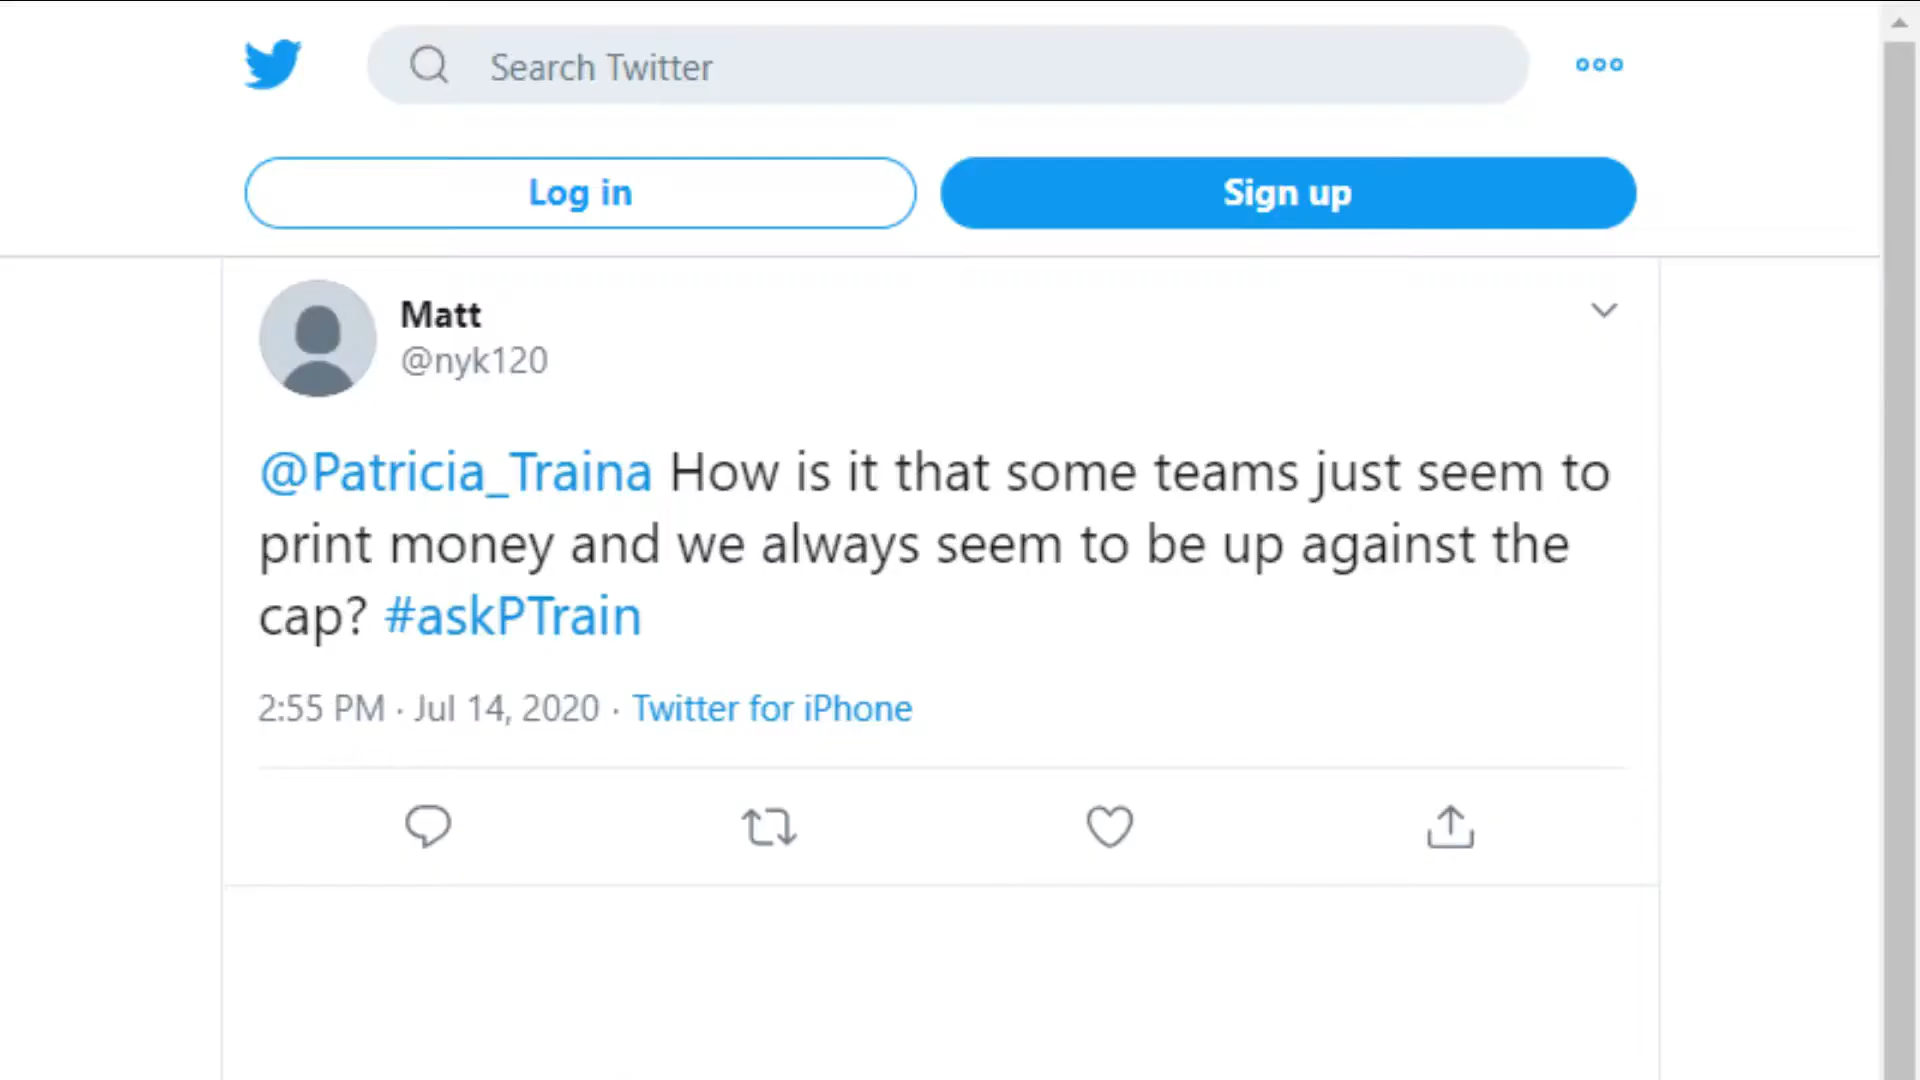 Search Twitter
Log in
Sign up
Matt
@nyk120
@Patricia_Traina How is it that some teams just seem to
print money and we always seem to be up against the
cap? #askPTrain
2:55 PM · Jul 14, 2020 · Twitter for iPhone